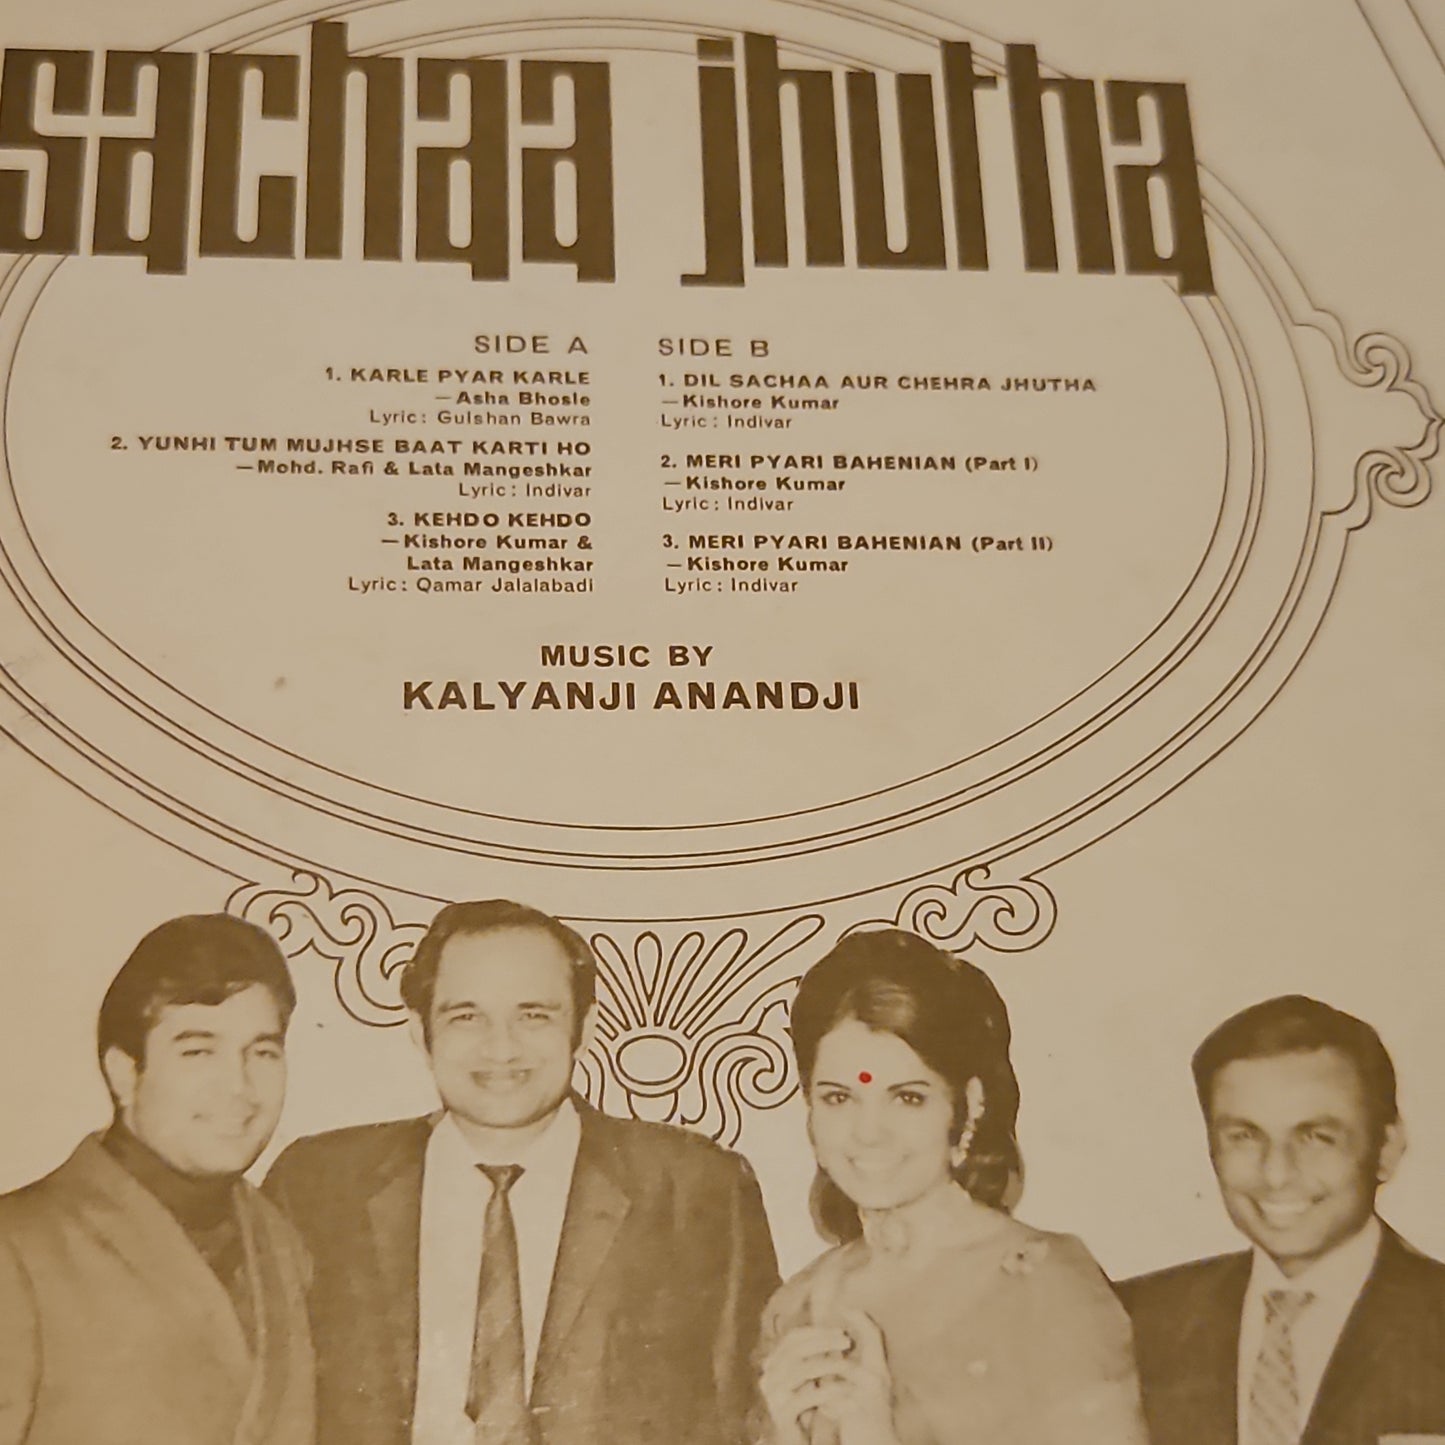 sachaa jhutha
SIDE A
1. KARLE PYAR KARLE
—Asha Bhosle
Lyric: Gulshan Bawra
2. YUNHI TUM MUJHSE BAAT KARTI HO
—Mohd. Rafi & Lata Mangeshkar
Lyric: Indivar
3. KEHDO KEHDO
—Kishore Kumar &
Lata Mangeshkar
Lyric: Qamar Jalalabadi
SIDE B
1. DIL SACHAA AUR CHEHRA JHUTHA
—Kishore Kumar
Lyric: Indivar
2. MERI PYARI BAHENIAN (Part I)
—Kishore Kumar
Lyric: Indivar
3. MERI PYARI BAHENIAN (Part II)
—Kishore Kumar
Lyric: Indivar
MUSIC BY
KALYANJI ANANDJI